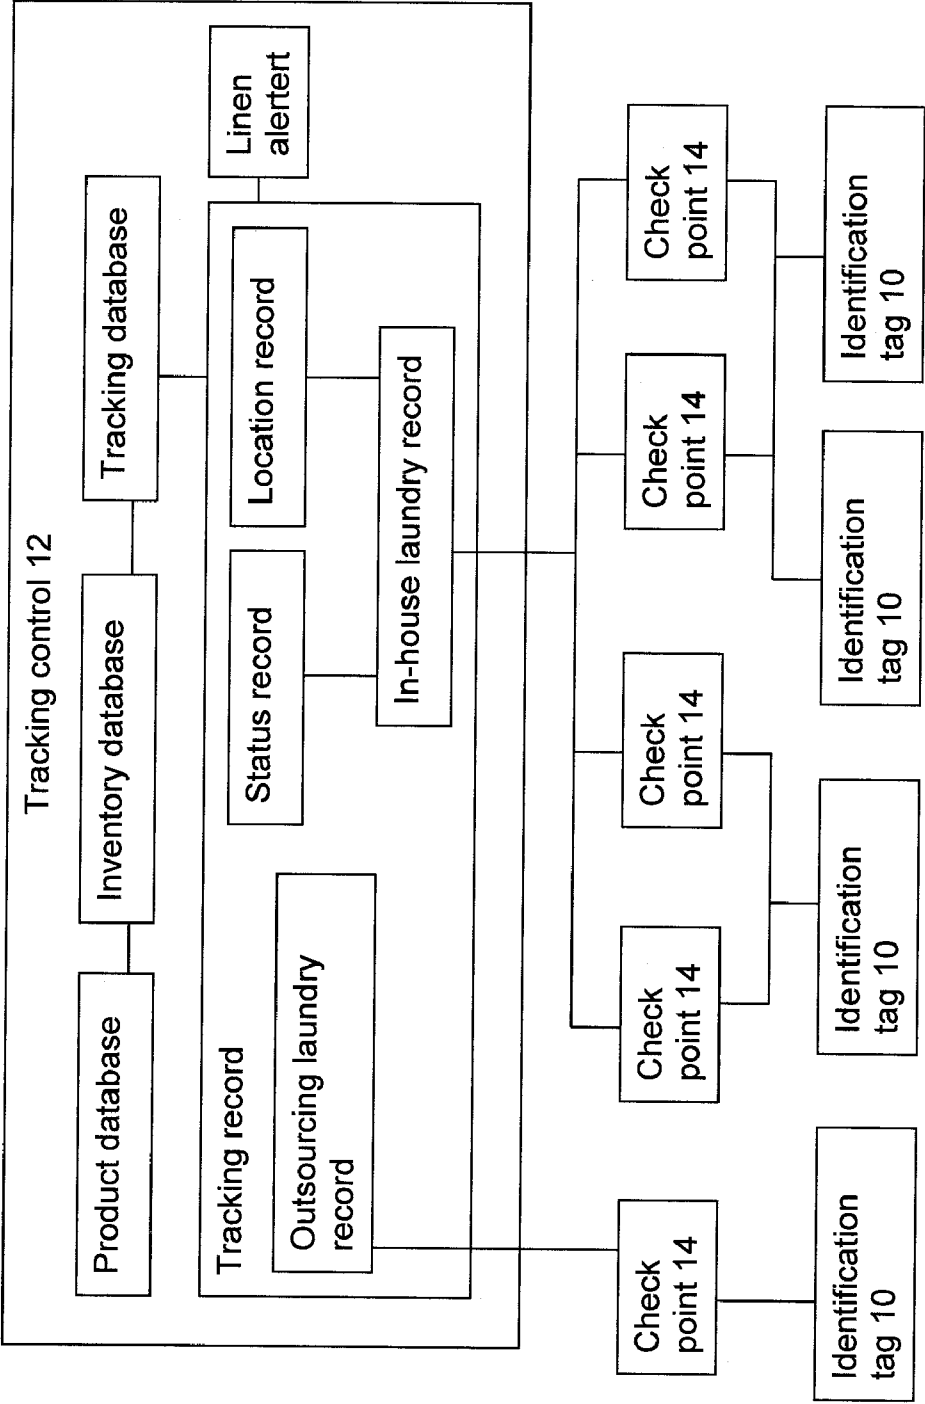 Tracking control 12
Product database
Inventory database
Tracking database
Tracking record
Outsourcing laundry
record
Status record
Location record
In-house laundry record
Linen
alertert
Check
point 14
Check
point 14
Check
point 14
Check
point 14
Check
point 14
Identification
tag 10
Identification
tag 10
Identification
tag 10
Identification
tag 10